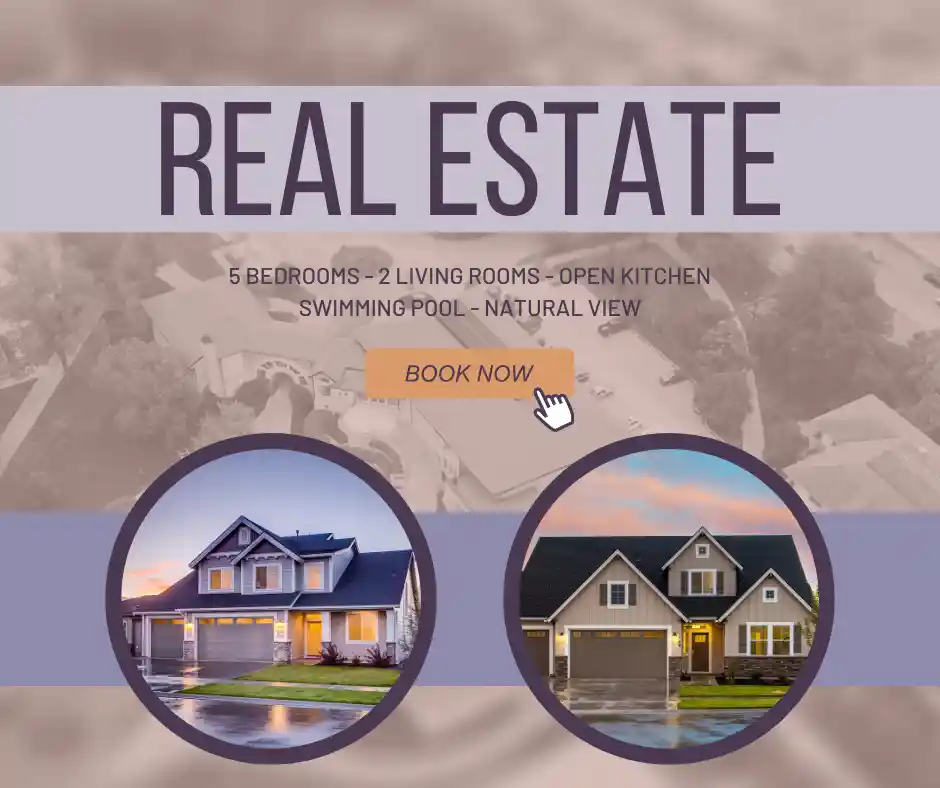 REAL ESTATE
5 BEDROOMS - 2 LIVING ROOMS - OPEN KITCHEN
SWIMMING POOL - NATURAL VIEW
BOOK NOW